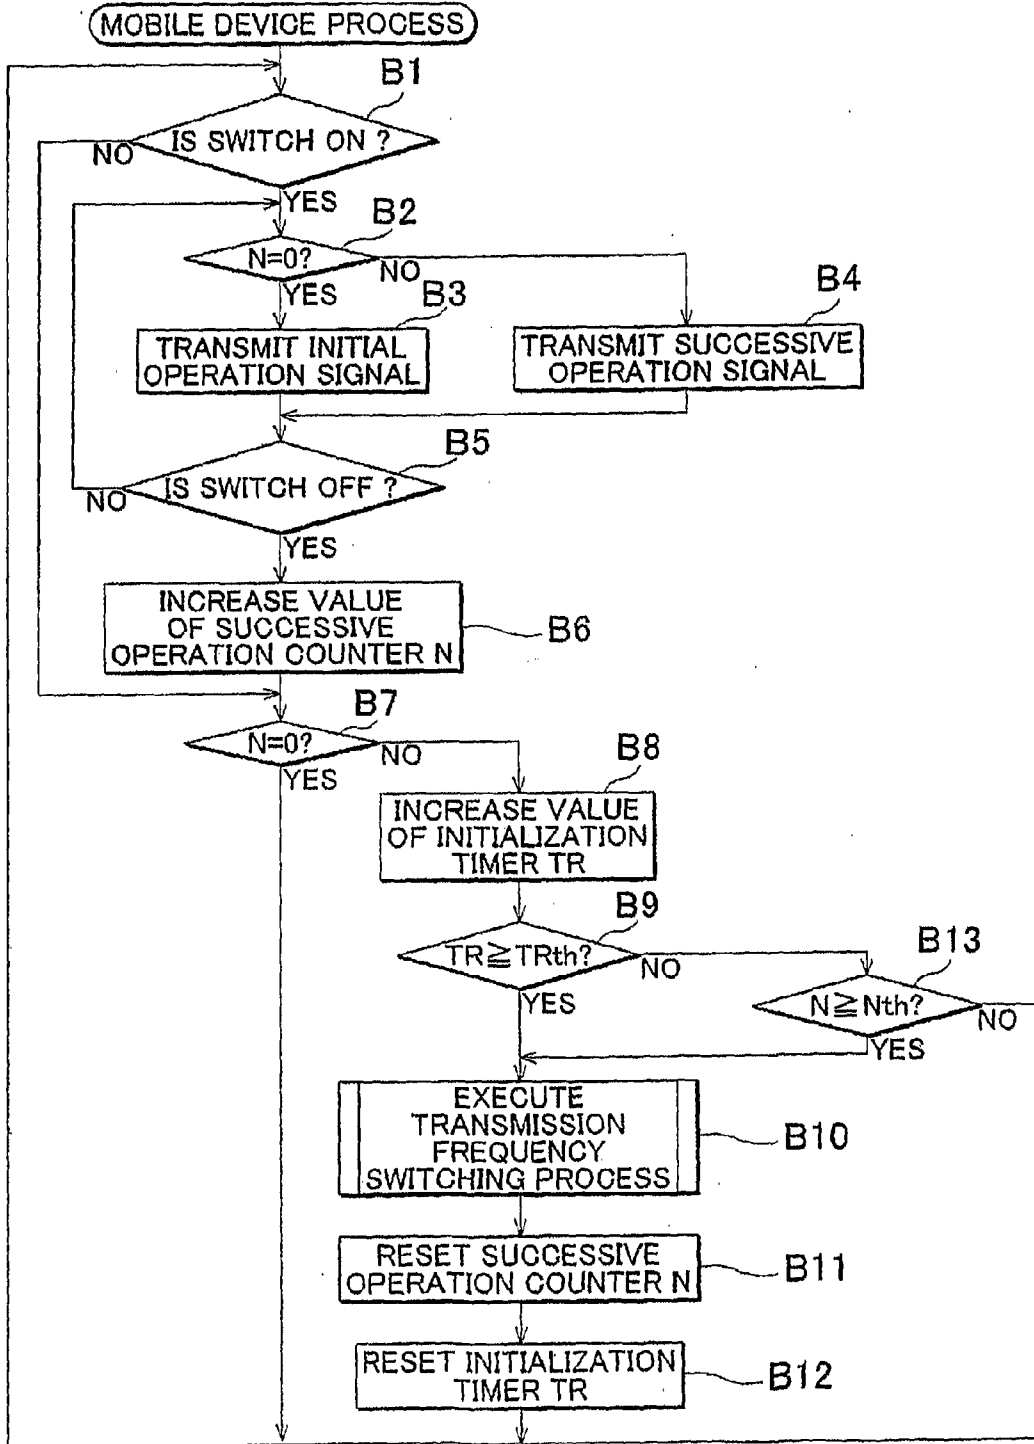 MOBILE DEVICE PROCESS
B1
IS SWITCH ON ?
NO
YES
B2
N=0?
NO
YES
B3
TRANSMIT INITIAL
OPERATION SIGNAL
B4
TRANSMIT SUCCESSIVE
OPERATION SIGNAL
B5
IS SWITCH OFF ?
NO
YES
INCREASE VALUE
OF SUCCESSIVE
OPERATION COUNTER N
B6
B7
N=0?
NO
YES
B8
INCREASE VALUE
OF INITIALIZATION
TIMER TR
B9
TR≧TRth?
NO
YES
B13
N≧Nth?
NO
YES
EXECUTE
TRANSMISSION
FREQUENCY
SWITCHING PROCESS
B10
RESET SUCCESSIVE
OPERATION COUNTER N
B11
RESET INITIALIZATION
TIMER TR
B12